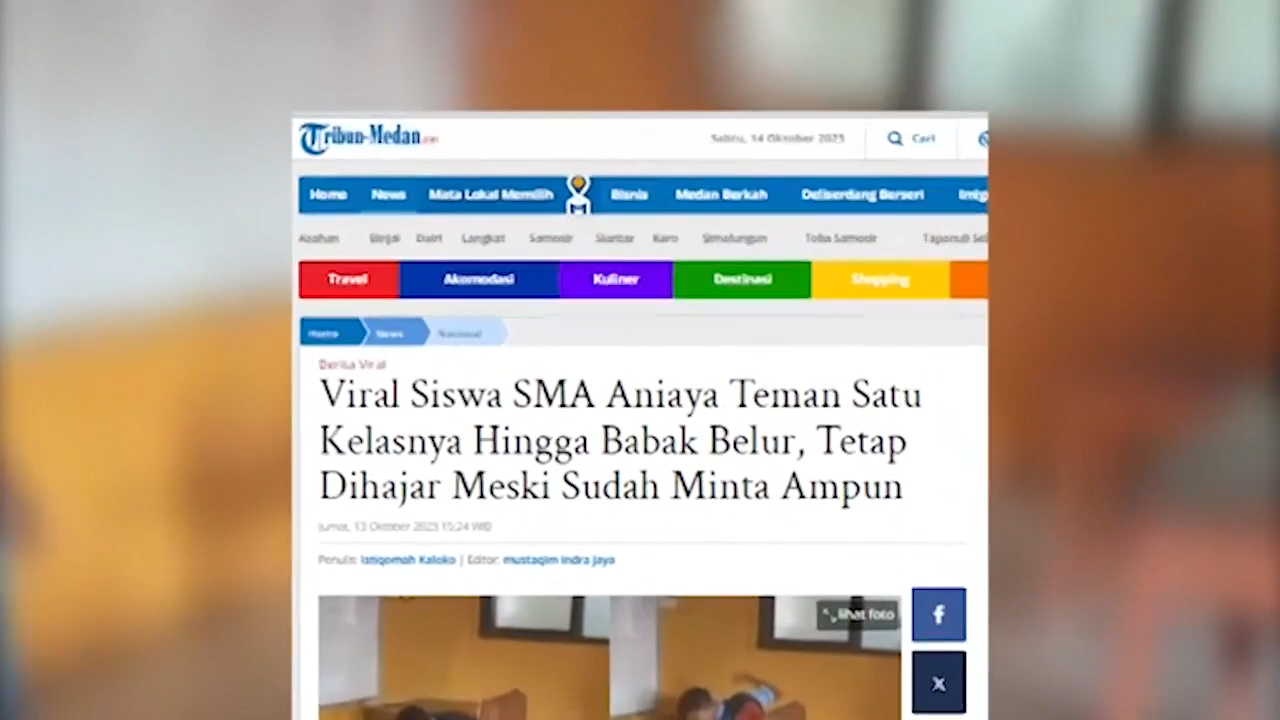 Tribun-Medan.com
Sabtu, 14 Oktober 2023
Cari
Home News Mata Lokal Memilih Bisnis Medan Berkah Deliserdang Berseri
Asahan Binjai Dairi Langkat Samosir Siantar Karo Simalungun Toba Samosir Tapanuli Sel
Travel Akomodasi Kuliner Destinasi Shopping
Home News Nasional
Berita Viral
Viral Siswa SMA Aniaya Teman Satu
Kelasnya Hingga Babak Belur, Tetap
Dihajar Meski Sudah Minta Ampun
Jumat, 13 Oktober 2023 15:24 WIB
Penulis: Istiqomah Kaloko | Editor: mustaqim indra jaya
lihat foto